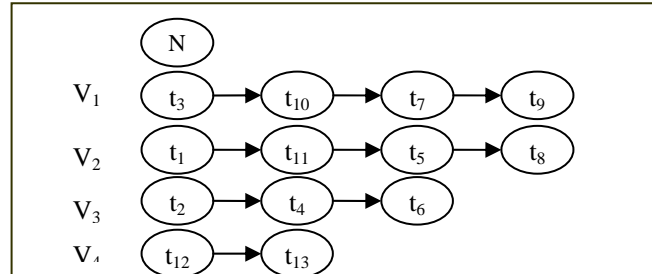 N
V₁ t₃ t₁₀ t₇ t₉
V₂ t₁ t₁₁ t₅ t₈
V₃ t₂ t₄ t₆
V₄ t₁₂ t₁₃